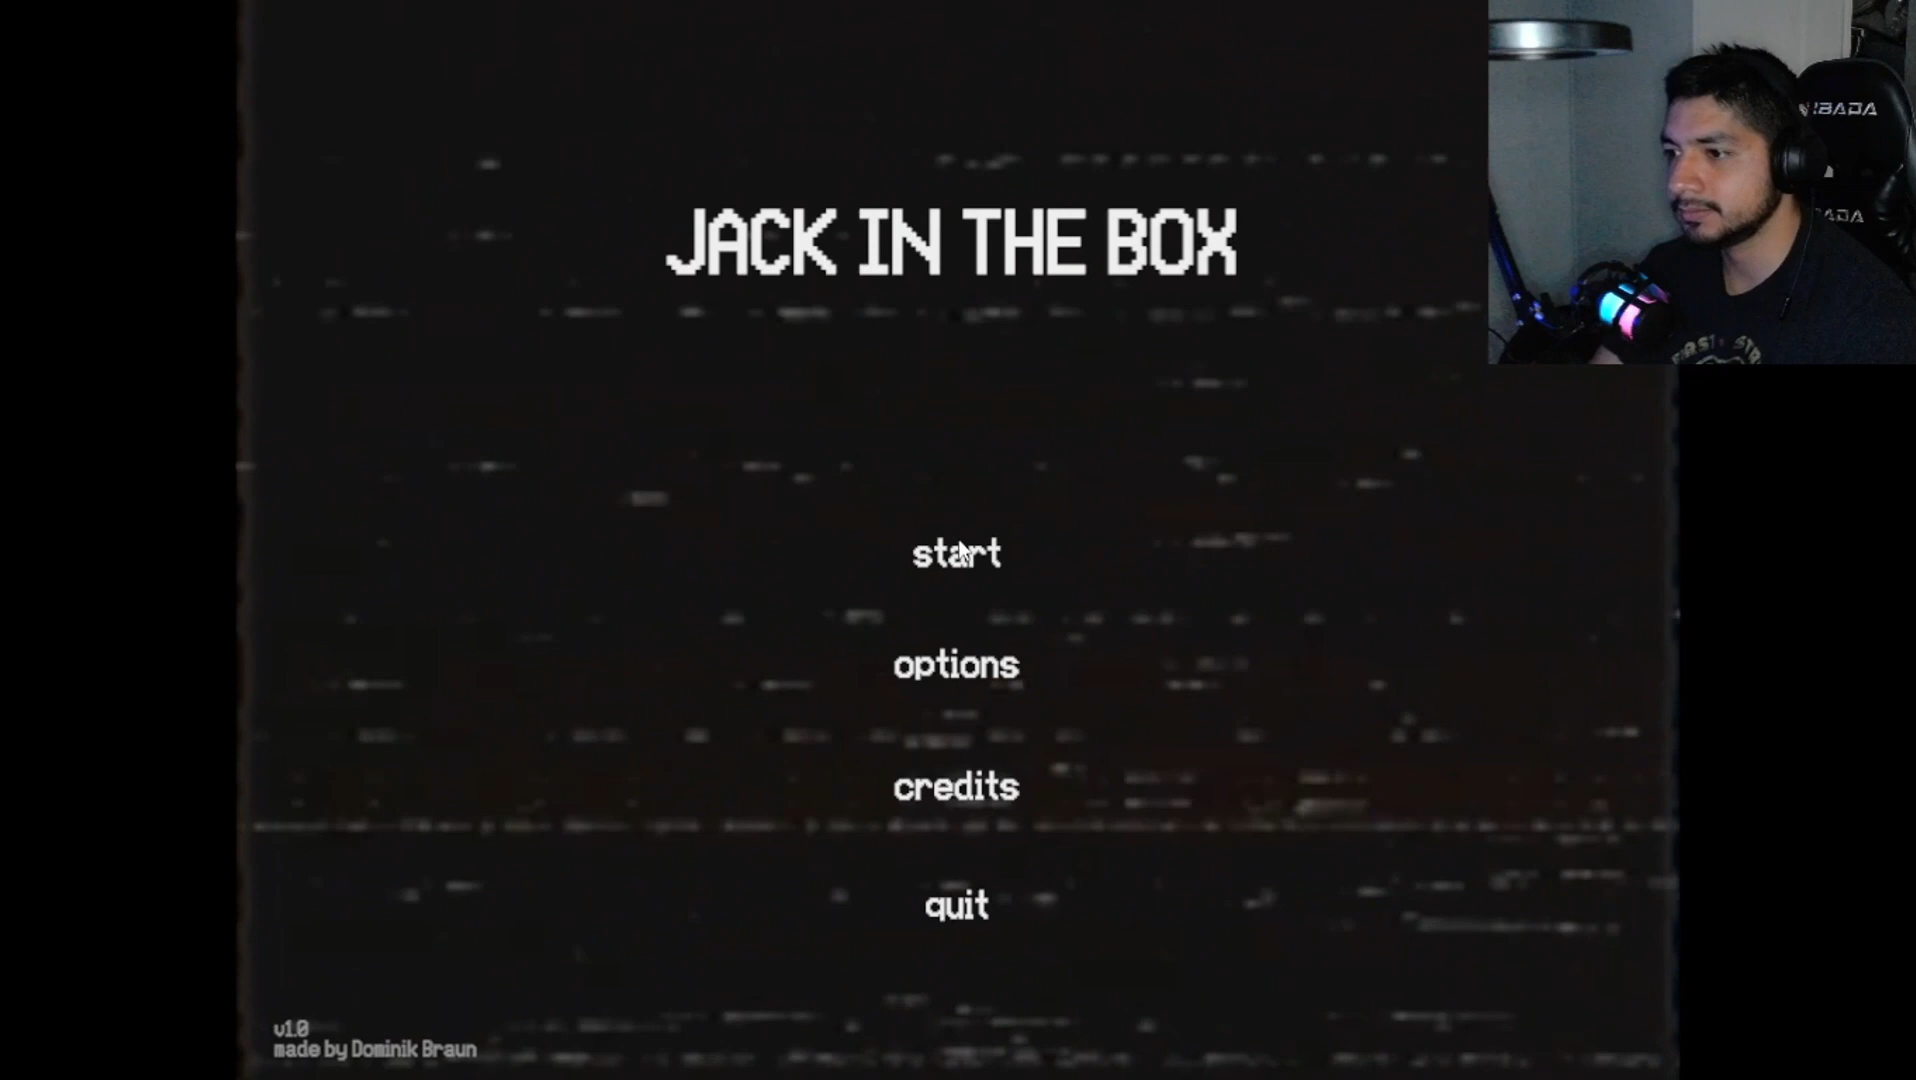 JACK IN THE BOX
start
options
credits
quit
v1.0
made by Dominik Braun